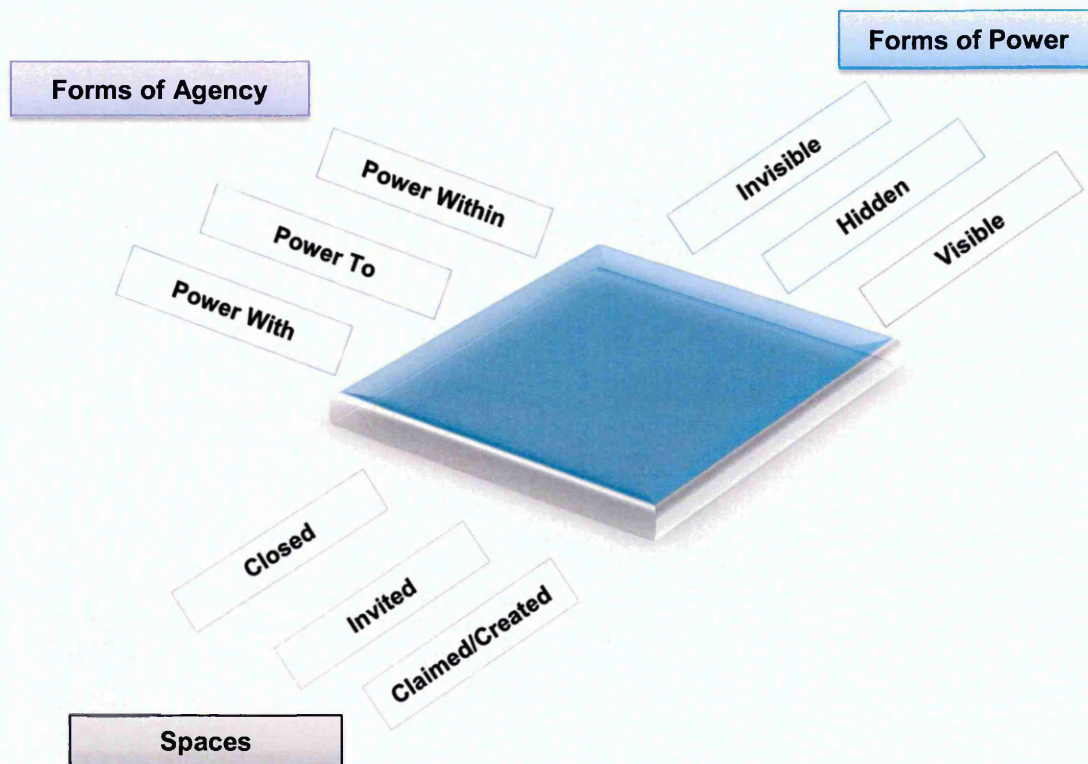 Forms of Power
Forms of Agency
Power Within
Power To
Power With
Invisible
Hidden
Visible
Closed
Invited
Claimed/Created
Spaces